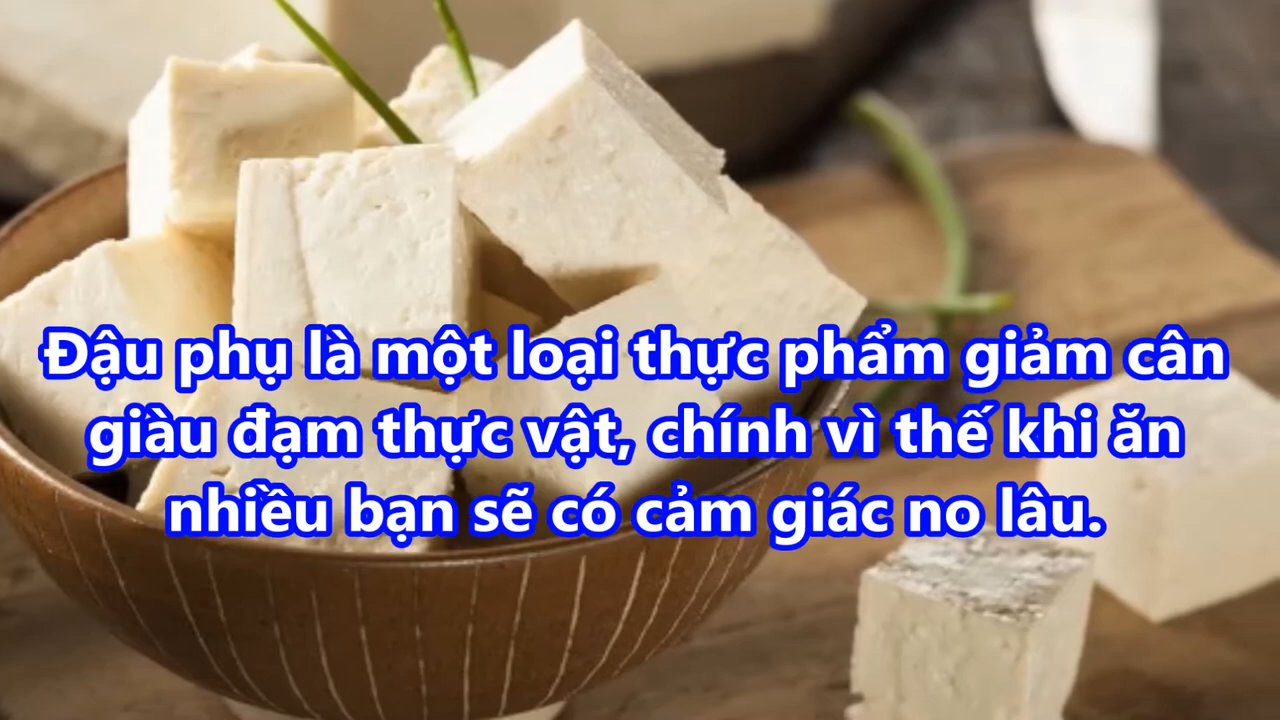 Đậu phụ là một loại thực phẩm giảm cân
giàu đạm thực vật, chính vì thế khi ăn
nhiều bạn sẽ có cảm giác no lâu.